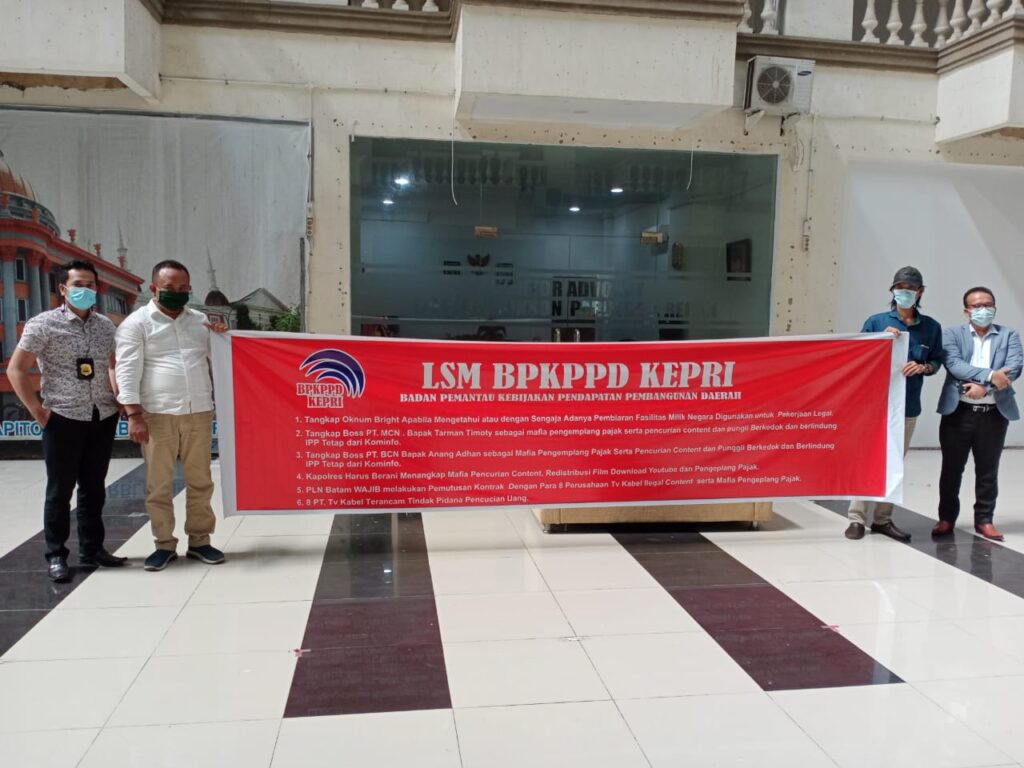 BPKPPD
KEPRI
LSM BPKPPD KEPRI
BADAN PEMANTAU KEBIJAKAN PENDAPATAN PEMBANGUNAN DAERAH
1. Tangkap Oknum Bright Apabila Mengetahui atau dengan Sengaja Adanya Pembiaran Fasilitas Milik Negara Digunakan untuk Pekerjaan Legal.
2. Tangkap Boss PT. MCN . Bapak Tarman Timoty sebagai mafia pengemplang pajak serta pencurian content dan pungli Berkedok dan berlindung
IPP Tetap dari Kominfo.
3. Tangkap Boss PT. BCN Bapak Anang Adhan sebagai Mafia Pengemplang Pajak Serta Pencurian Content dan Punggli Berkedok dan Berlindung
IPP Tetap dari Kominfo.
4. Kapolres Harus Berani Menangkap Mafia Pencurian Content, Redistribusi Film Download Youtube dan Pengeplang Pajak.
5. PLN Batam WAJIB melakukan Pemutusan Kontrak Dengan Para 8 Perusahaan Tv Kabel Ilegal Content serta Mafia Pengeplang Pajak.
6. 8 PT. Tv Kabel Terancam Tindak Pidana Pencucian Uang.
SAMSUNG